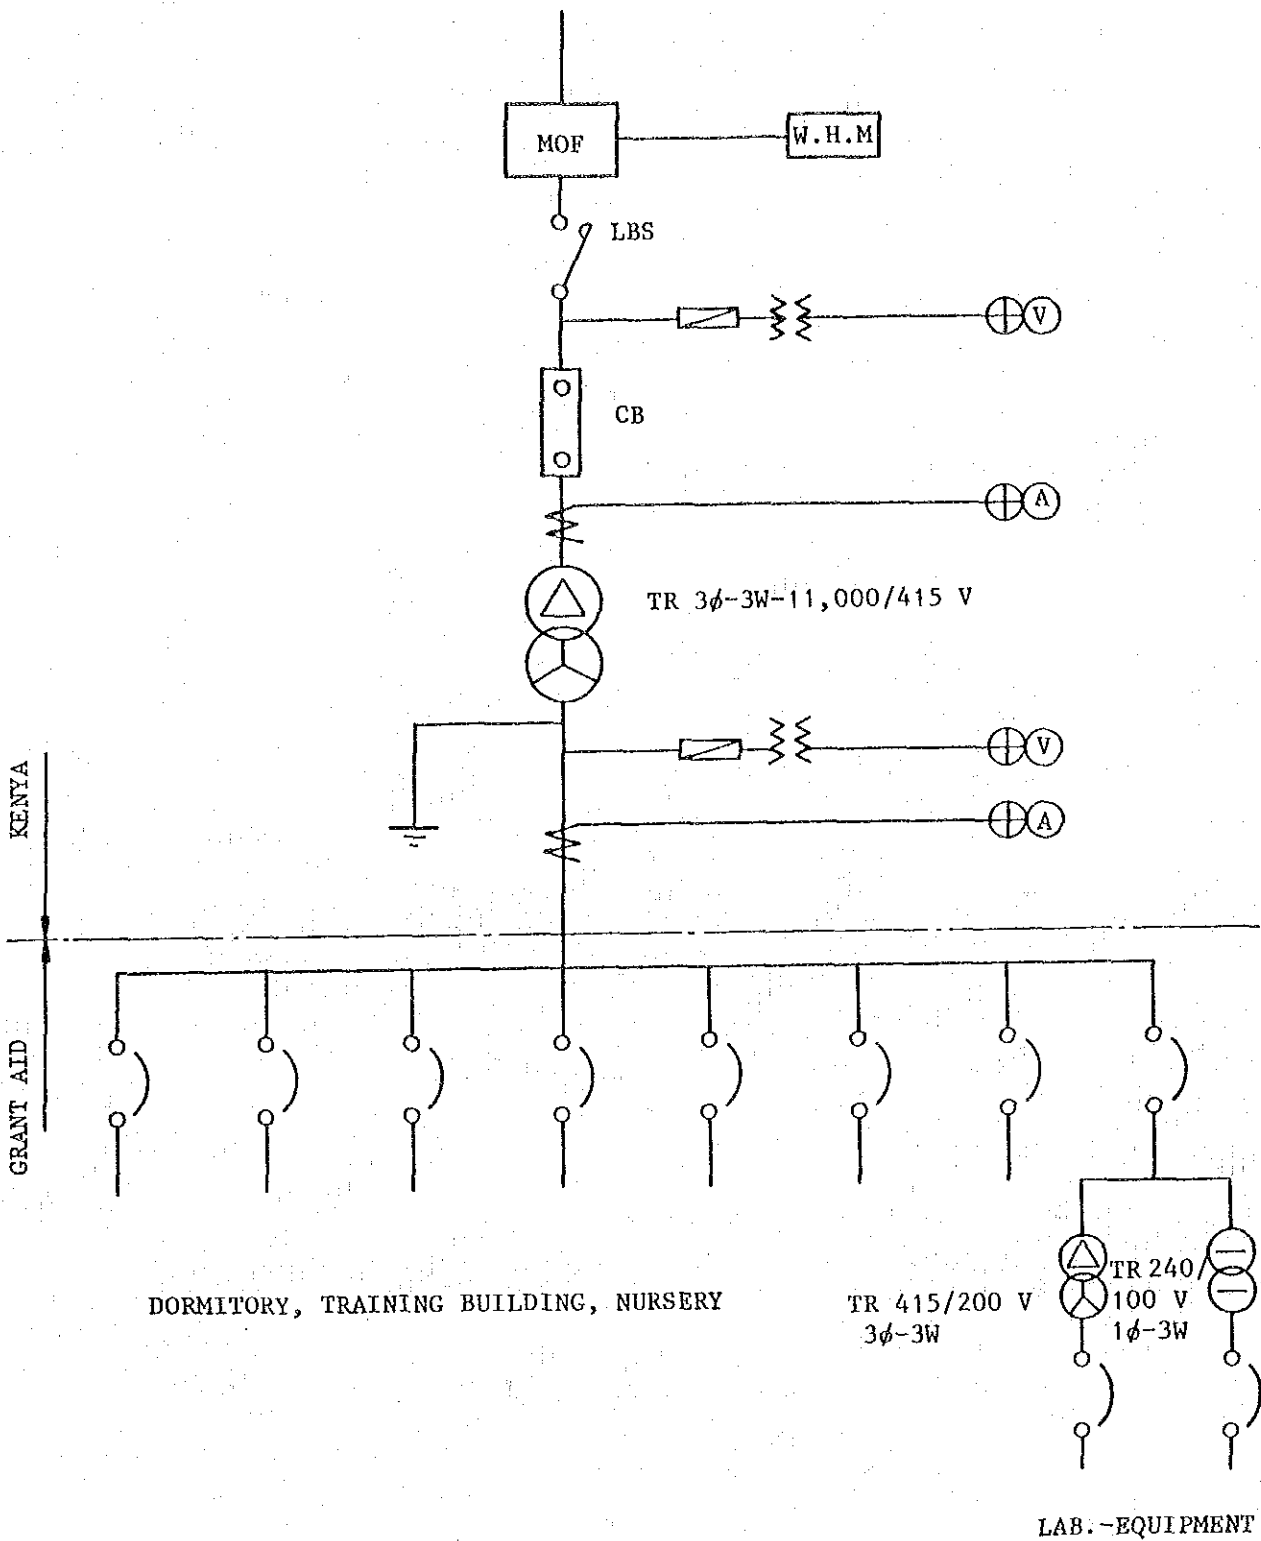 MOF
W.H.M
LBS
V
CB
A
TR 3ϕ-3W-11,000/415 V
V
A
KENYA
GRANT AID
DORMITORY, TRAINING BUILDING, NURSERY
TR 415/200 V
3ϕ-3W
TR 240/
100 V
1ϕ-3W
LAB.-EQUIPMENT